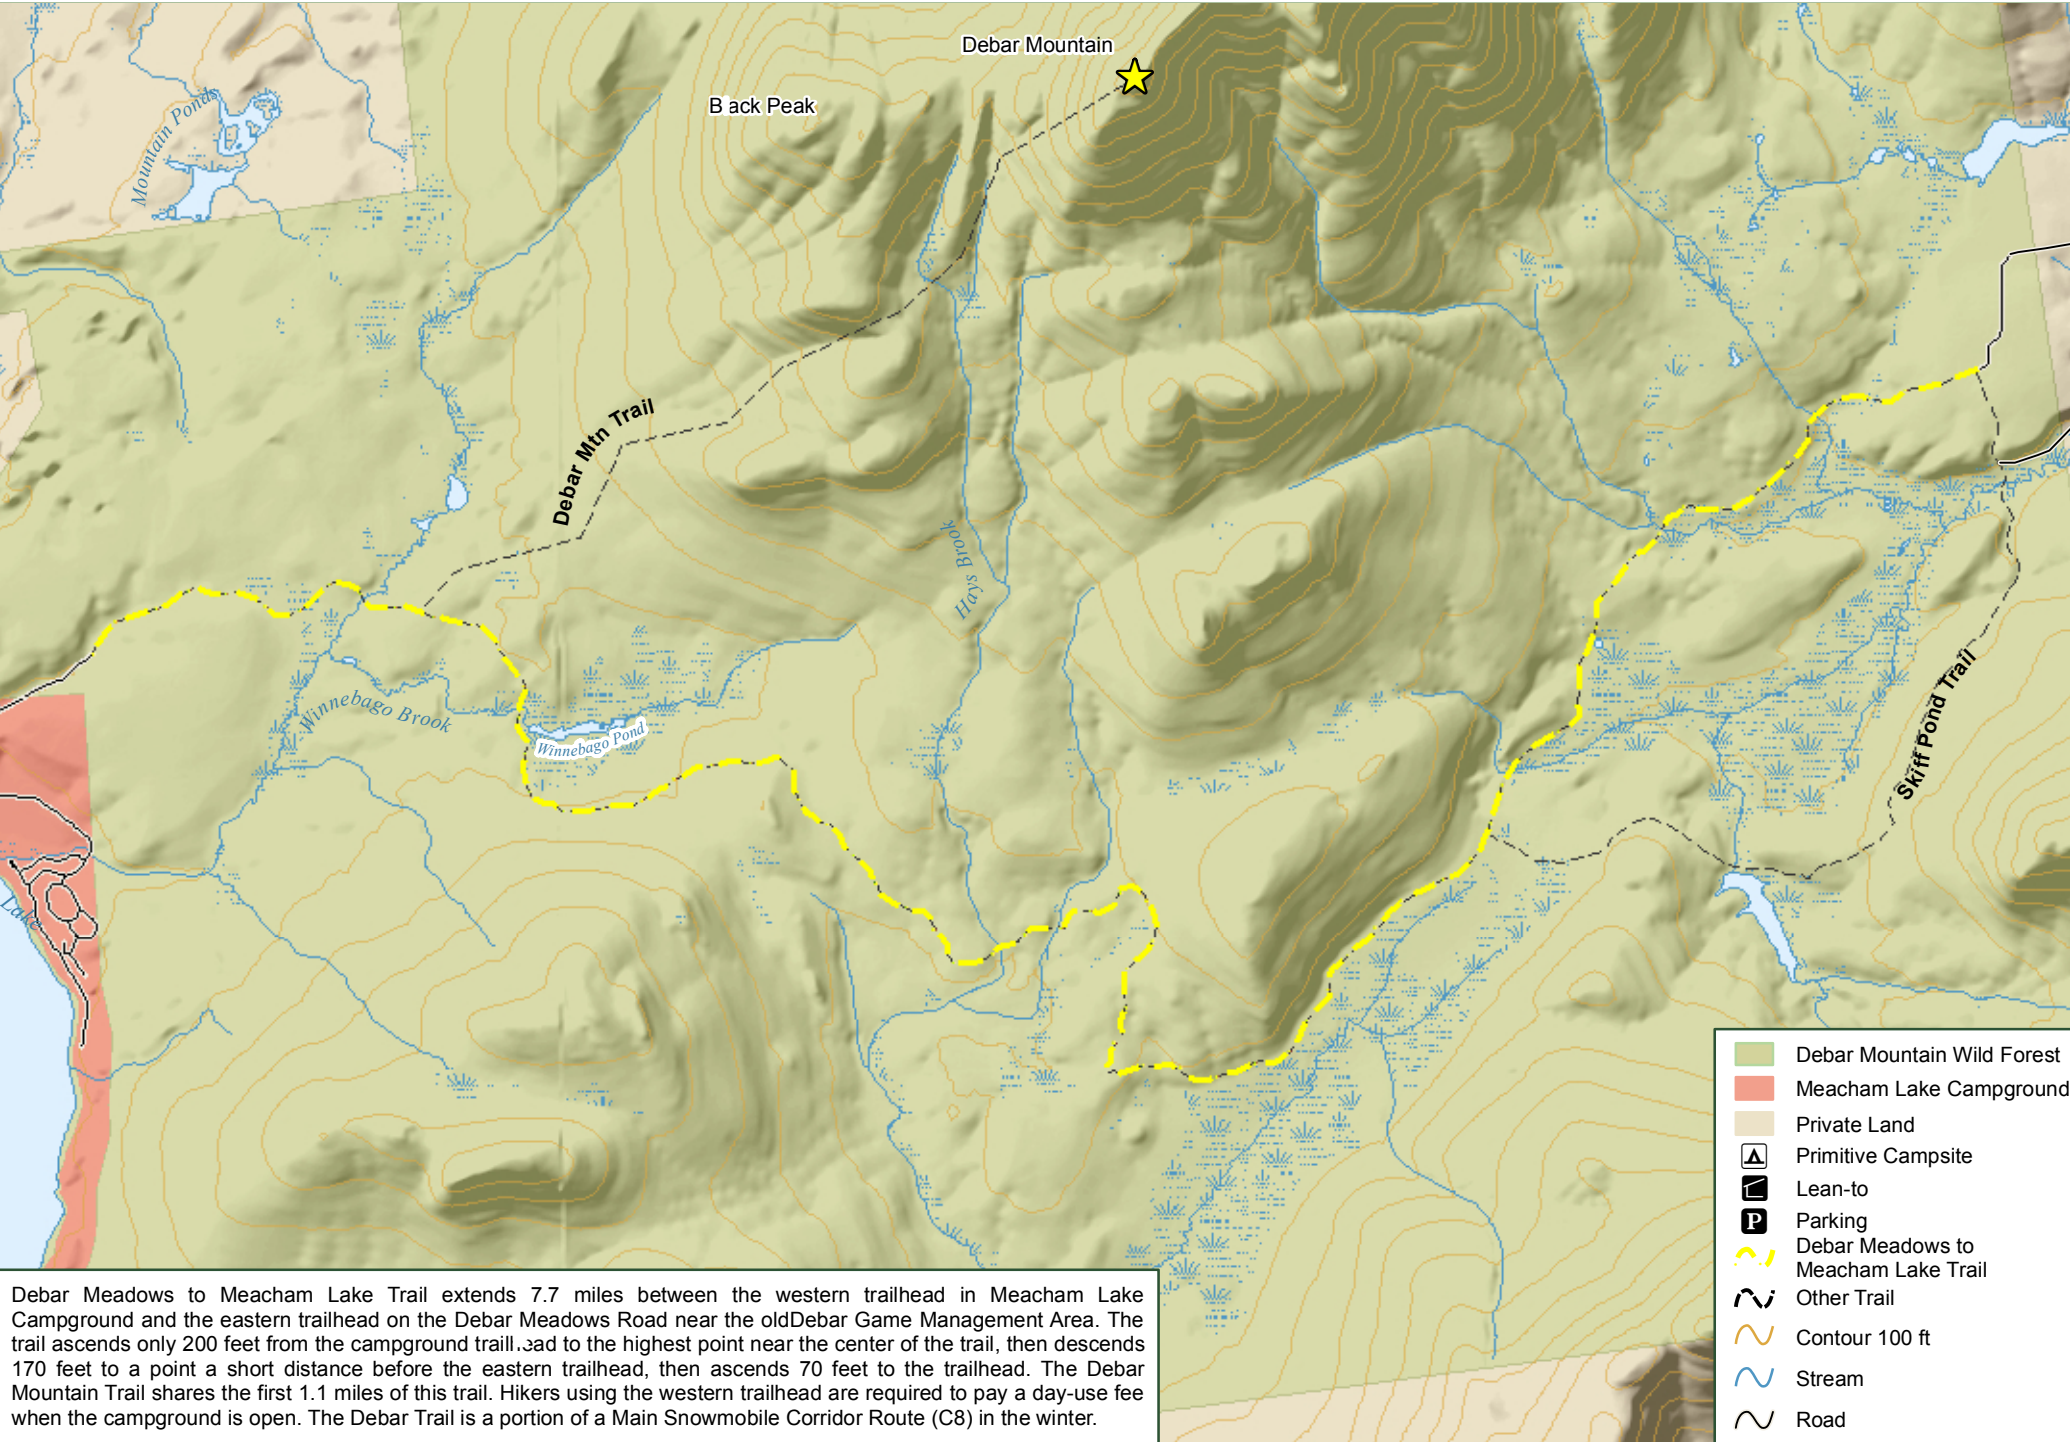 Debar Mountain
B ack Peak
Mountain Ponds
Debar Mtn Trail
Hays Brook
Winnebago Brook
Winnebago Pond
Skiff Pond Trail
Lake
Debar Mountain Wild Forest
Meacham Lake Campground
Private Land
Primitive Campsite
Lean-to
P Parking
Debar Meadows to
Meacham Lake Trail
Other Trail
Contour 100 ft
Stream
Road
Debar Meadows to Meacham Lake Trail extends 7.7 miles between the western trailhead in Meacham Lake
Campground and the eastern trailhead on the Debar Meadows Road near the oldDebar Game Management Area. The
trail ascends only 200 feet from the campground to the highest point near the center of the trail, then descends
170 feet to a point a short distance before the eastern trailhead, then ascends 70 feet to the trailhead. The Debar
Mountain Trail shares the first 1.1 miles of this trail. Hikers using the western trailhead are required to pay a day-use fee
when the campground is open. The Debar Trail is a portion of a Main Snowmobile Corridor Route (C8) in the winter.